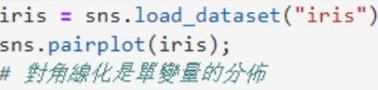 iris = sns.load_dataset("iris")
sns.pairplot(iris);
# 對角線化是單變量的分佈